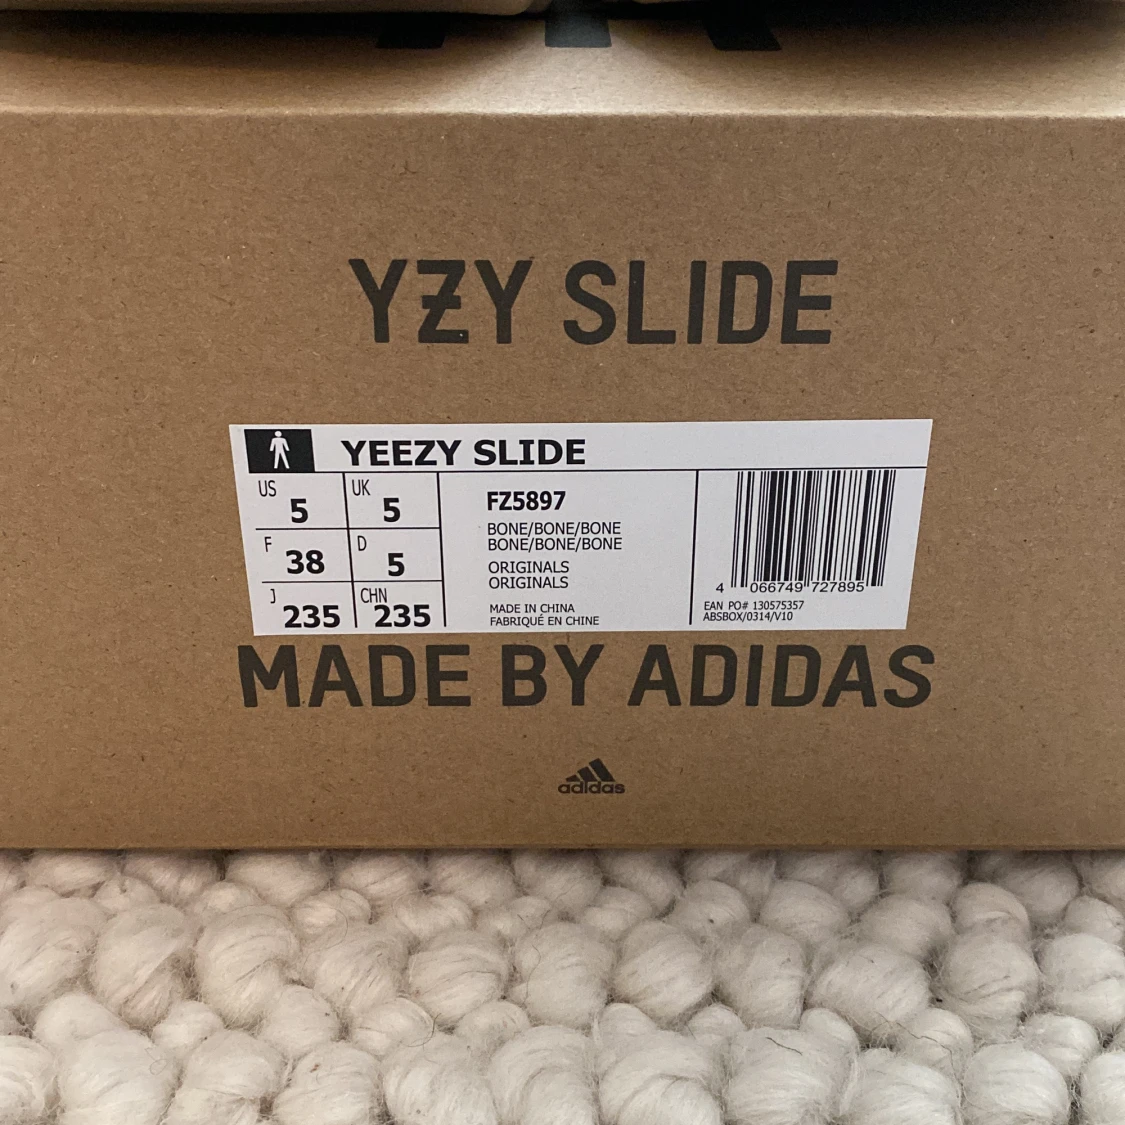 YZY SLIDE
YEEZY SLIDE
US 5 UK 5
F 38 D 5
J 235 CHN 235
FZ5897
BONE/BONE/BONE
BONE/BONE/BONE
ORIGINALS
ORIGINALS
MADE IN CHINA
FABRIQUÉ EN CHINE
4 066749 727895
EAN PO# 130575357
ABSBOX/0314/V10
MADE BY ADIDAS
adidas